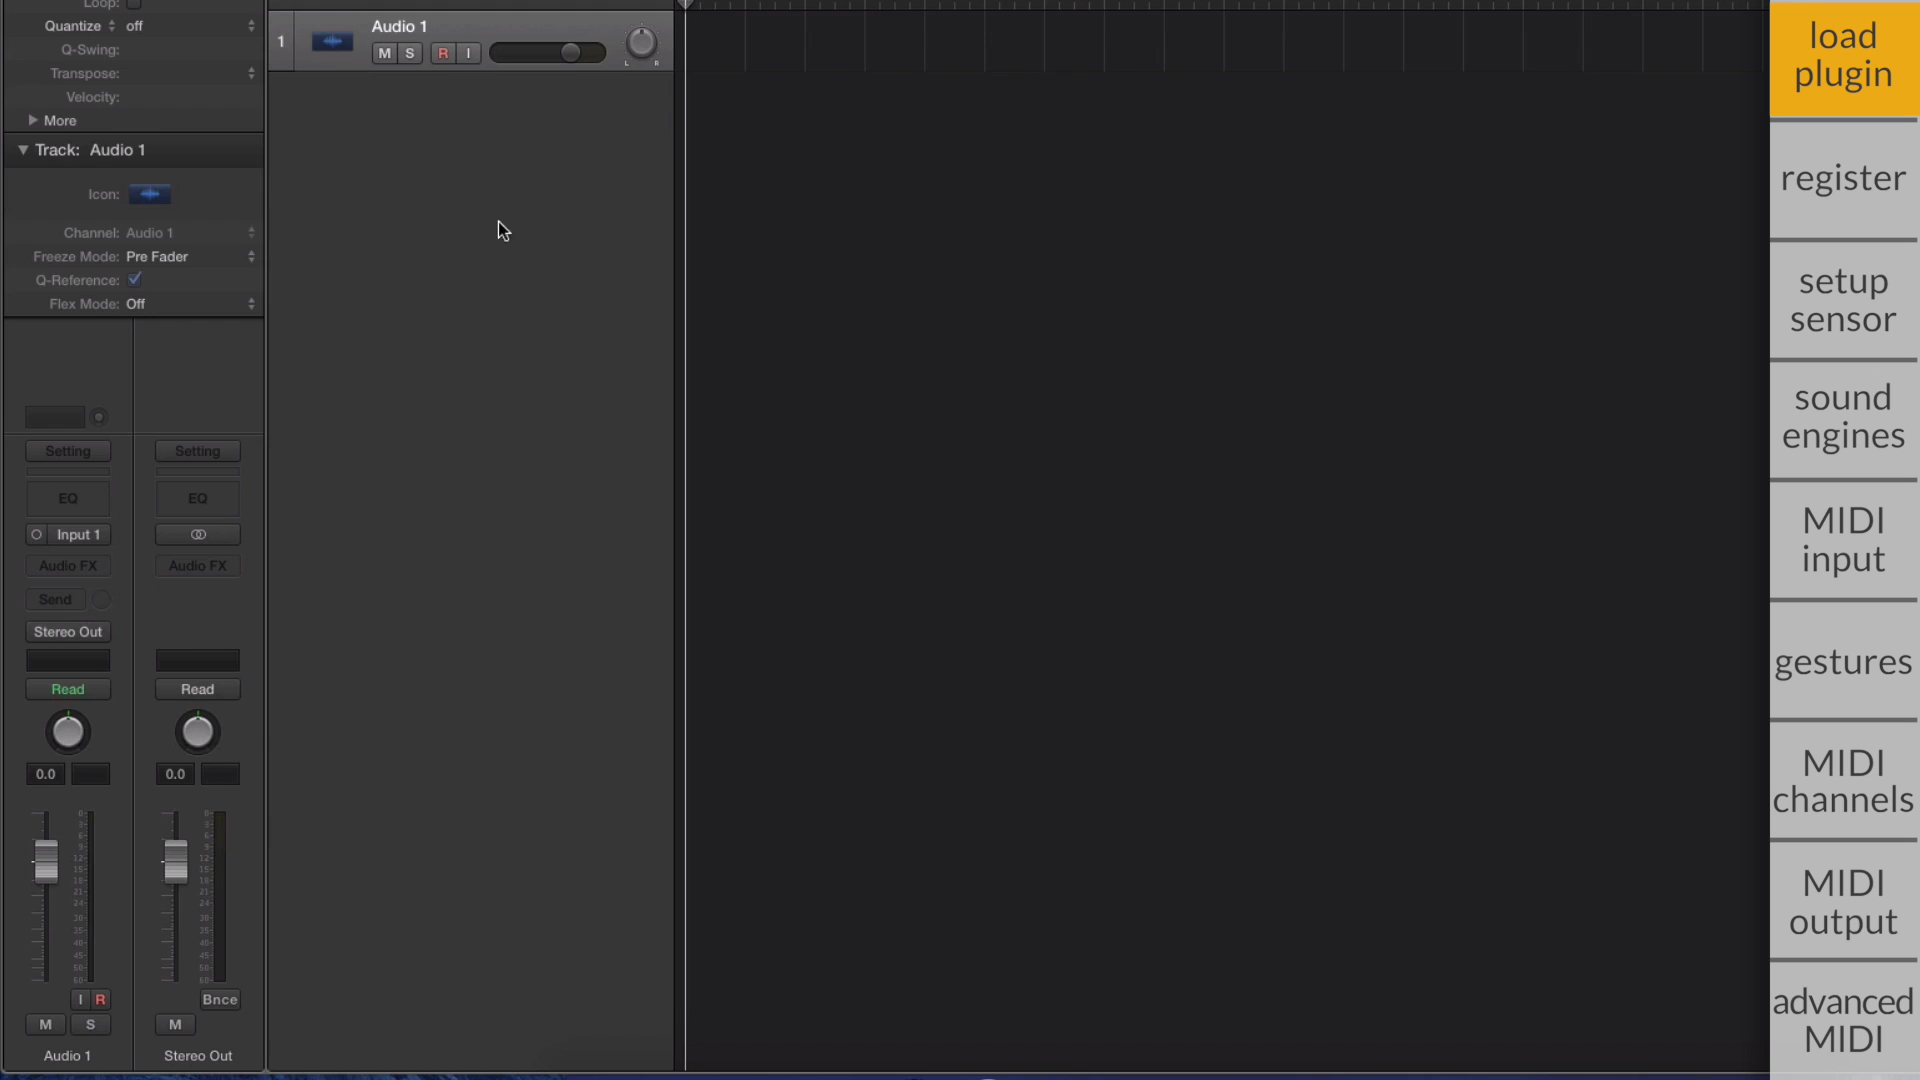 Loop:
Quantize off
Q-Swing:
Transpose:
Velocity:
More
Track: Audio 1
Icon:
Channel: Audio 1
Freeze Mode: Pre Fader
Q-Reference:
Flex Mode: Off
Setting Setting
EQ EQ
Input 1
Audio FX Audio FX
Send
Stereo Out
Read Read
0.0 0.0
I R Bnce
M S M
Audio 1 Stereo Out
1 Audio 1
M S R I
L R
load
plugin
register
setup
sensor
sound
engines
MIDI
input
gestures
MIDI
channels
MIDI
output
advanced
MIDI